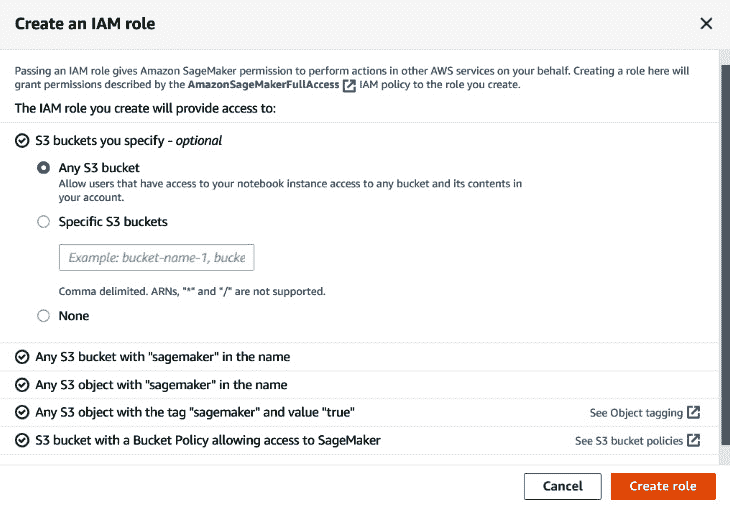 Create an IAM role
Passing an IAM role gives Amazon SageMaker permission to perform actions in other AWS services on your behalf. Creating a role here will
grant permissions described by the AmazonSageMakerFullAccess IAM policy to the role you create.
The IAM role you create will provide access to:
S3 buckets you specify - optional
Any S3 bucket
Allow users that have access to your notebook instance access to any bucket and its contents in
your account.
Specific S3 buckets
Example: bucket-name-1, bucke
Comma delimited. ARNs, "*" and "/" are not supported.
None
Any S3 bucket with "sagemaker" in the name
Any S3 object with "sagemaker" in the name
Any S3 object with the tag "sagemaker" and value "true" See Object tagging
S3 bucket with a Bucket Policy allowing access to SageMaker See S3 bucket policies
Cancel Create role